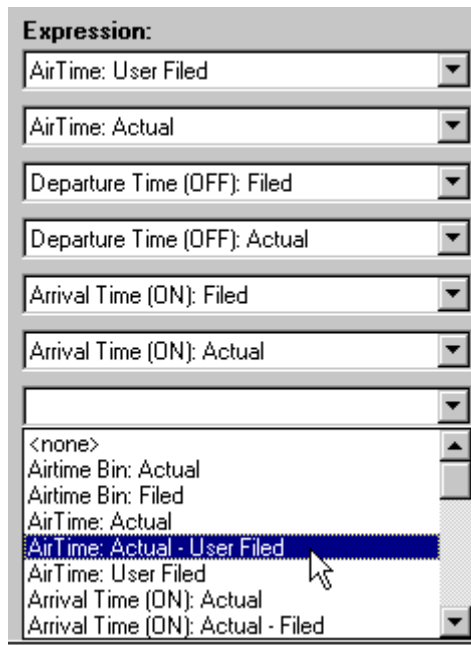 Expression:
AirTime: User Filed
AirTime: Actual
Departure Time (OFF): Filed
Departure Time (OFF): Actual
Arrival Time (ON): Filed
Arrival Time (ON): Actual
<none>
Airtime Bin: Actual
Airtime Bin: Filed
AirTime: Actual
AirTime: Actual - User Filed
AirTime: User Filed
Arrival Time (ON): Actual
Arrival Time (ON): Actual - Filed